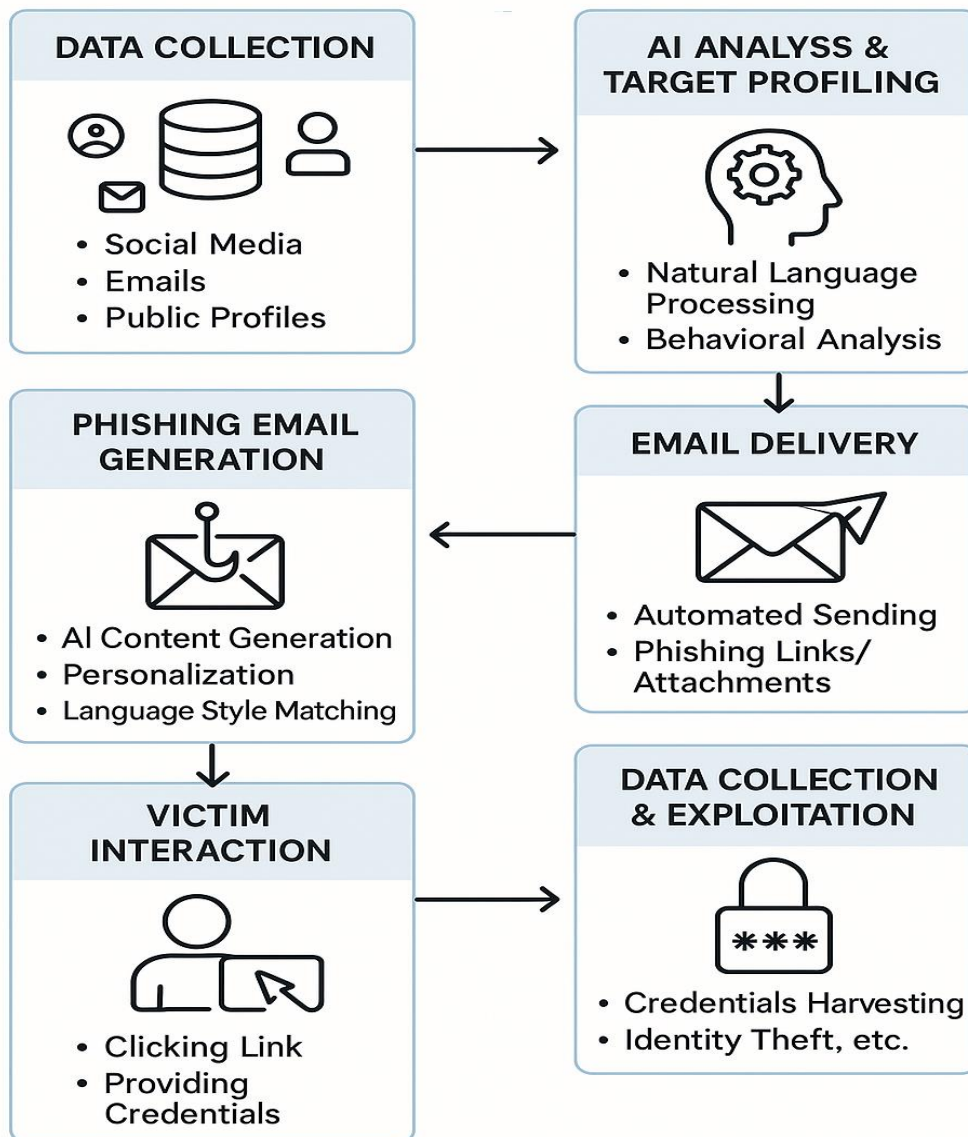 DATA COLLECTION
• Social Media
• Emails
• Public Profiles
AI ANALYSS &
TARGET PROFILING
• Natural Language
Processing
• Behavioral Analysis
PHISHING EMAIL
GENERATION
• AI Content Generation
• Personalization
• Language Style Matching
EMAIL DELIVERY
• Automated Sending
• Phishing Links/
Attachments
VICTIM
INTERACTION
• Clicking Link
• Providing
Credentials
DATA COLLECTION
& EXPLOITATION
***
• Credentials Harvesting
• Identity Theft, etc.